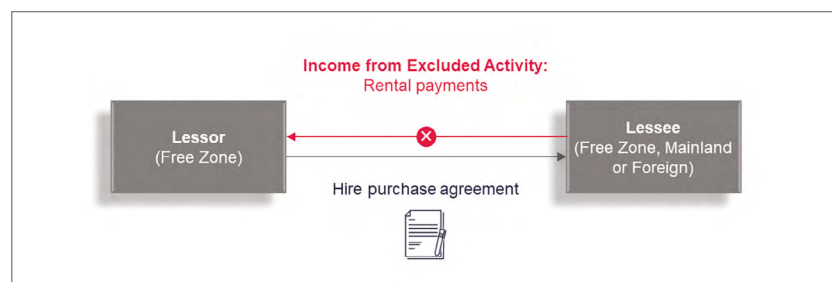 Income from Excluded Activity:
Rental payments
Lessor
(Free Zone)
Lessee
(Free Zone, Mainland
or Foreign)
Hire purchase agreement